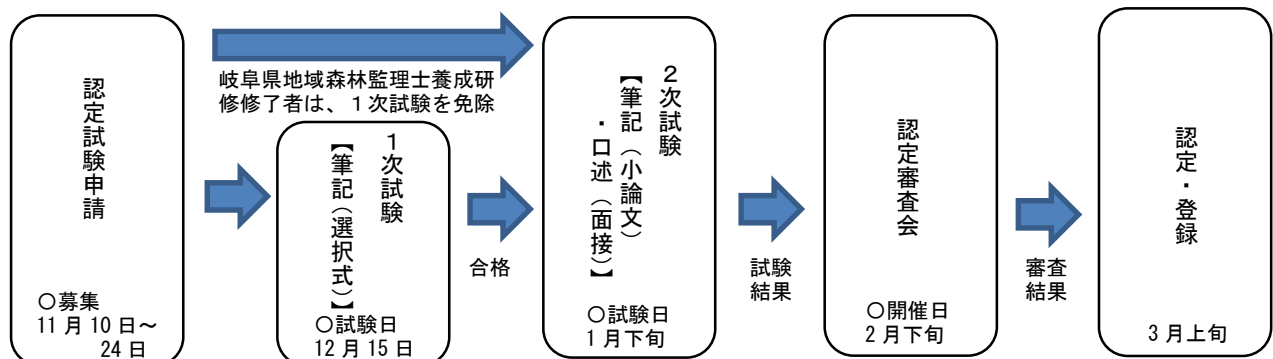 認定試験申請
○募集
11月10日～
24日
岐阜県地域森林監理士養成研
修修了者は、1次試験を免除
1次試験
【筆記（選択式）】
○試験日
12月15日
合格
2次試験
【筆記（小論文）
・口述（面接）】
○試験日
1月下旬
試験
結果
認定審査会
○開催日
2月下旬
審査
結果
認定・登録
3月上旬